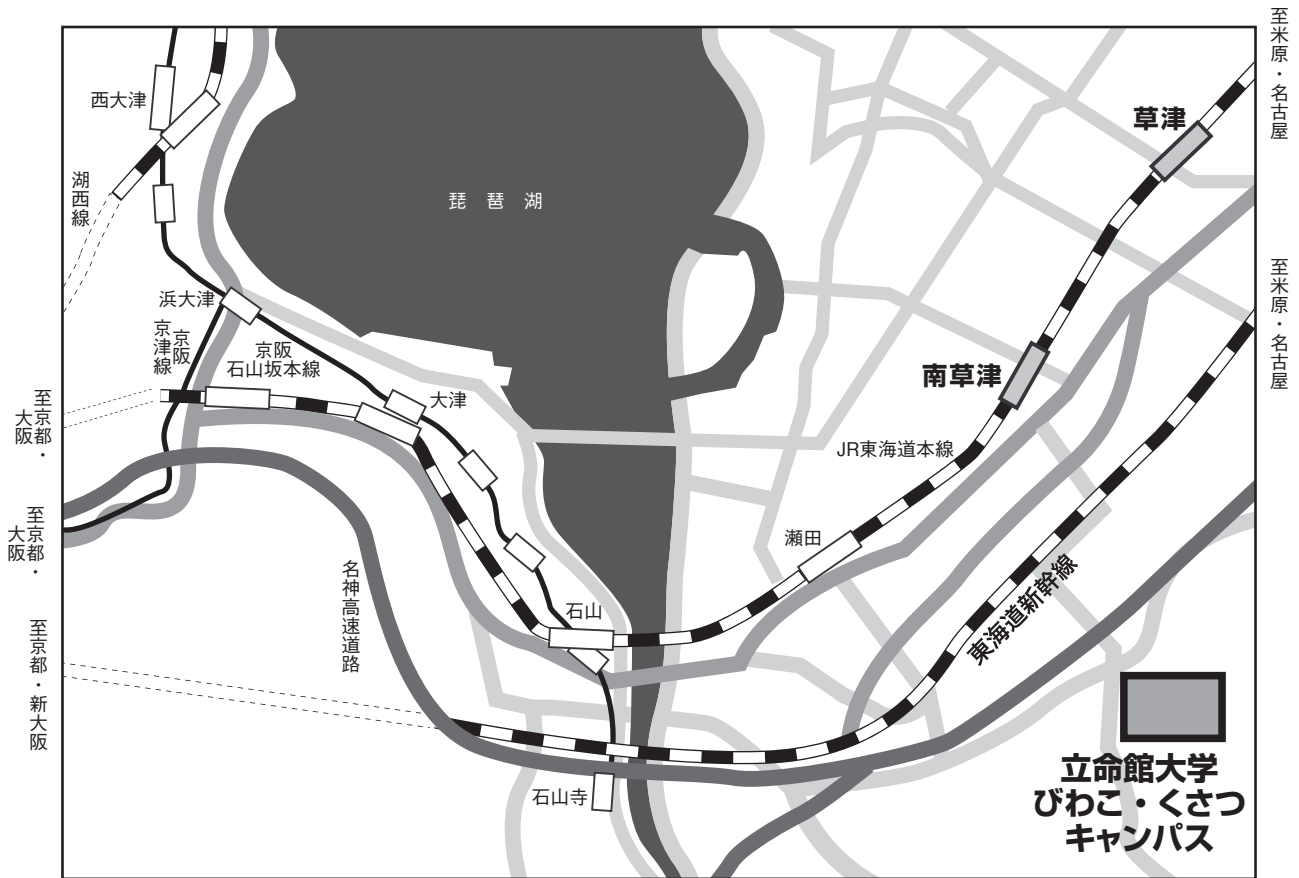 至米原・名古屋
草津
西大津
湖西線
琵琶湖
至米原・名古屋
浜大津
京阪
京津線
京阪
石山坂本線
南草津
大津
至京都・
大阪
JR東海道本線
至京都・
大阪
瀬田
名神高速道路
東海道新幹線
石山
至京都・新大阪
石山寺
立命館大学
びわこ・くさつ
キャンパス